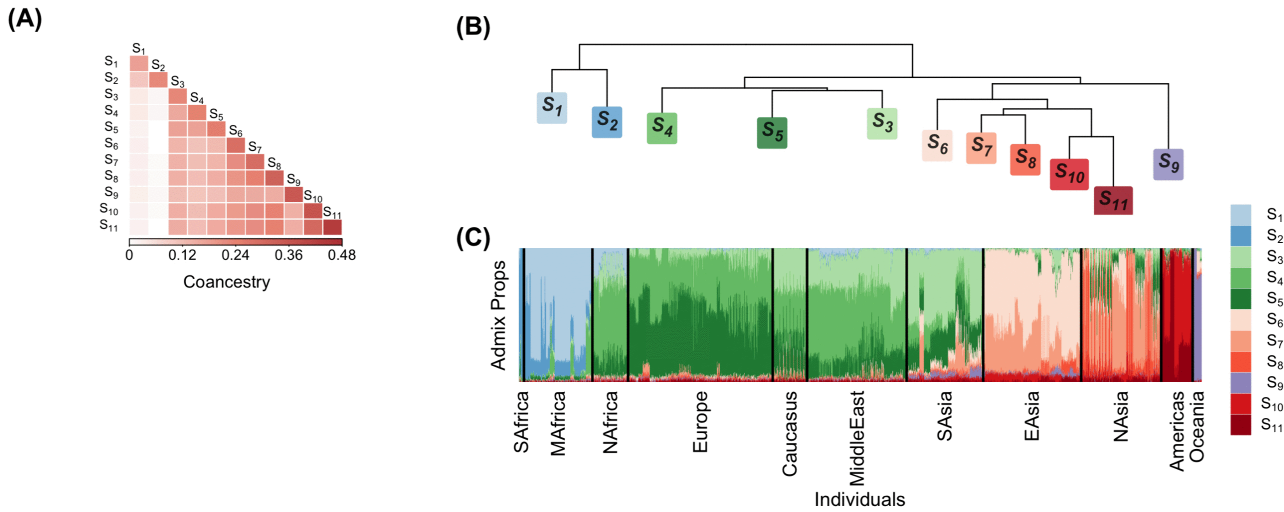 (A)
S1
S2
S3
S4
S5
S6
S7
S8
S9
S10
S11
S1
S2
S3
S4
S5
S6
S7
S8
S9
S10
S11
0 0.12 0.24 0.36 0.48
Coancestry
(B)
S1 S2 S4 S5 S3 S6 S7 S8 S10 S11 S9
(C)
Admix Props
SAfrica
MAfrica
NAfrica
Europe
Caucasus
MiddleEast
SAsia
EAsia
NAsia
Americas
Oceania
Individuals
S1
S2
S3
S4
S5
S6
S7
S8
S9
S10
S11